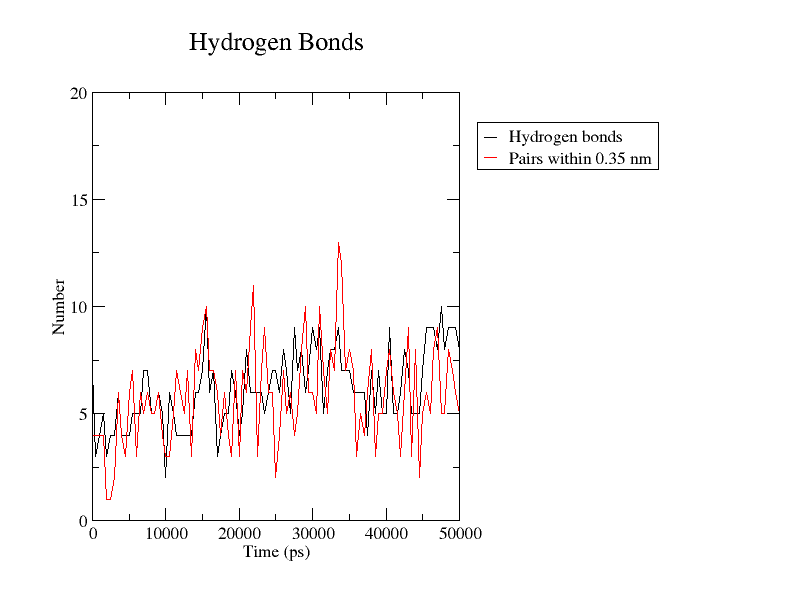 Hydrogen Bonds
20
15
10
5
0
Number
0 10000 20000 30000 40000 50000
Time (ps)
Hydrogen bonds
Pairs within 0.35 nm